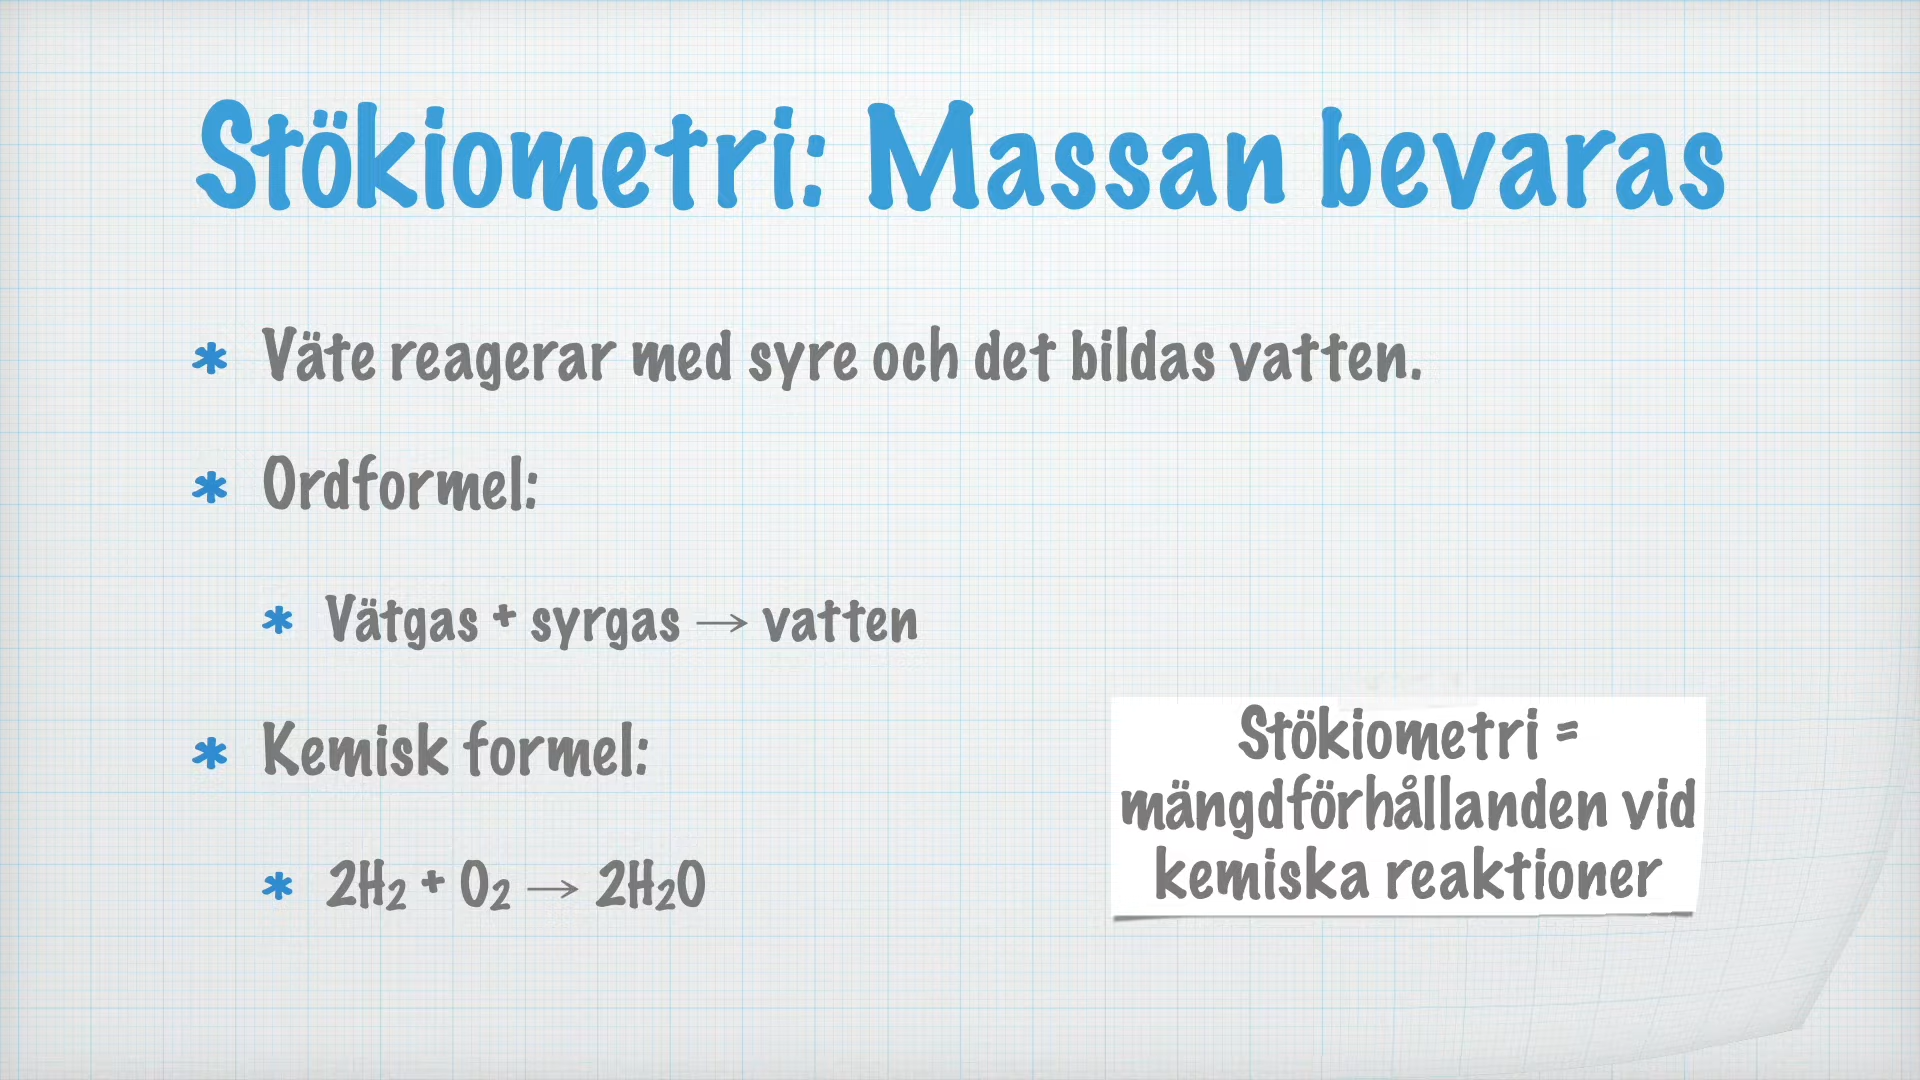 Stökiometri: Massan bevaras
* Väte reagerar med syre och det bildas vatten.
* Ordformel:
* Vätgas + syrgas → vatten
* Kemisk formel:
* 2H₂ + O₂ → 2H₂O
Stökiometri =
mängdförhållanden vid
kemiska reaktioner